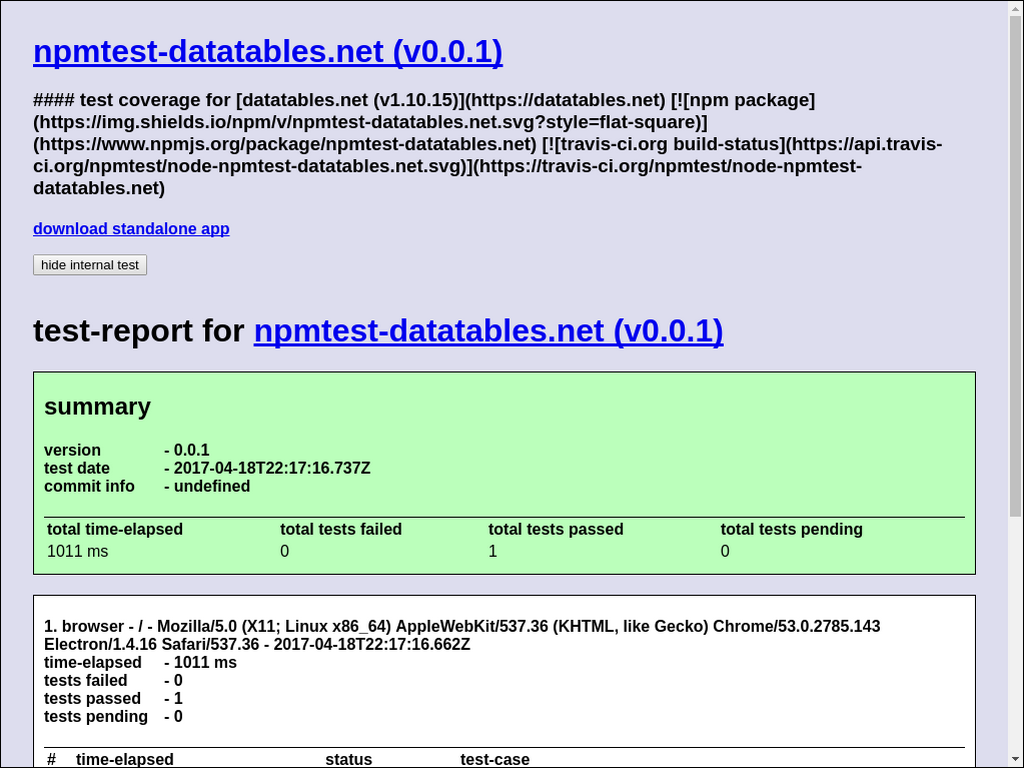 npmtest-datatables.net (v0.0.1)
#### test coverage for [datatables.net (v1.10.15)](https://datatables.net) [![npm package]
(https://img.shields.io/npm/v/npmtest-datatables.net.svg?style=flat-square)]
(https://www.npmjs.org/package/npmtest-datatables.net) [![travis-ci.org build-status](https://api.travis-
ci.org/npmtest/node-npmtest-datatables.net.svg)](https://travis-ci.org/npmtest/node-npmtest-
datatables.net)
download standalone app
hide internal test
test-report for npmtest-datatables.net (v0.0.1)
summary
version - 0.0.1
test date - 2017-04-18T22:17:16.737Z
commit info - undefined
total time-elapsed total tests failed total tests passed total tests pending
1011 ms 0 1 0
1. browser - / - Mozilla/5.0 (X11; Linux x86_64) AppleWebKit/537.36 (KHTML, like Gecko) Chrome/53.0.2785.143
Electron/1.4.16 Safari/537.36 - 2017-04-18T22:17:16.662Z
time-elapsed - 1011 ms
tests failed - 0
tests passed - 1
tests pending - 0
# time-elapsed status test-case